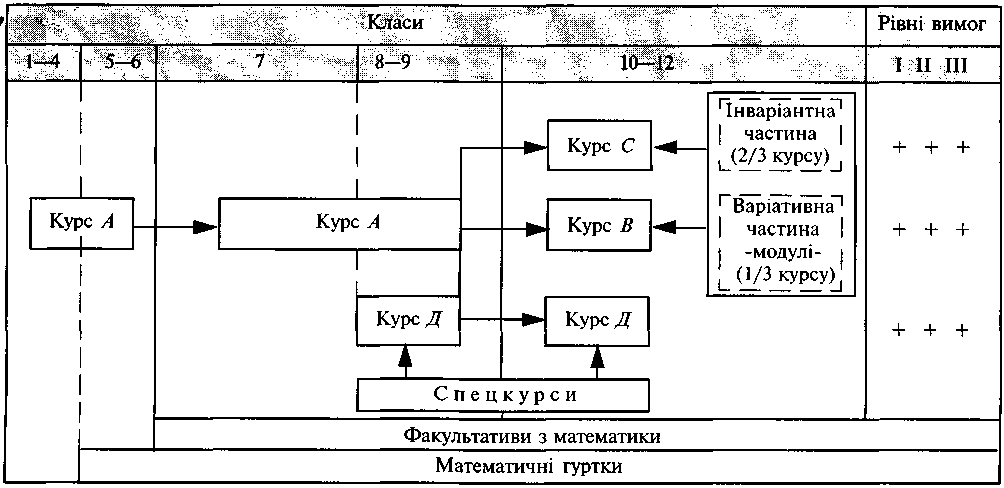 Класи Рівні вимог
1—4 5—6 7 8—9 10—12 I II III
Інваріантна
частина
(2/3 курсу)
Курс С
+ + +
Курс А Курс А Курс В
Варіативна
частина
-модулі-
(1/3 курсу)
+ + +
Курс Д Курс Д
+ + +
Спецкурси
Факультативи з математики
Математичні гуртки